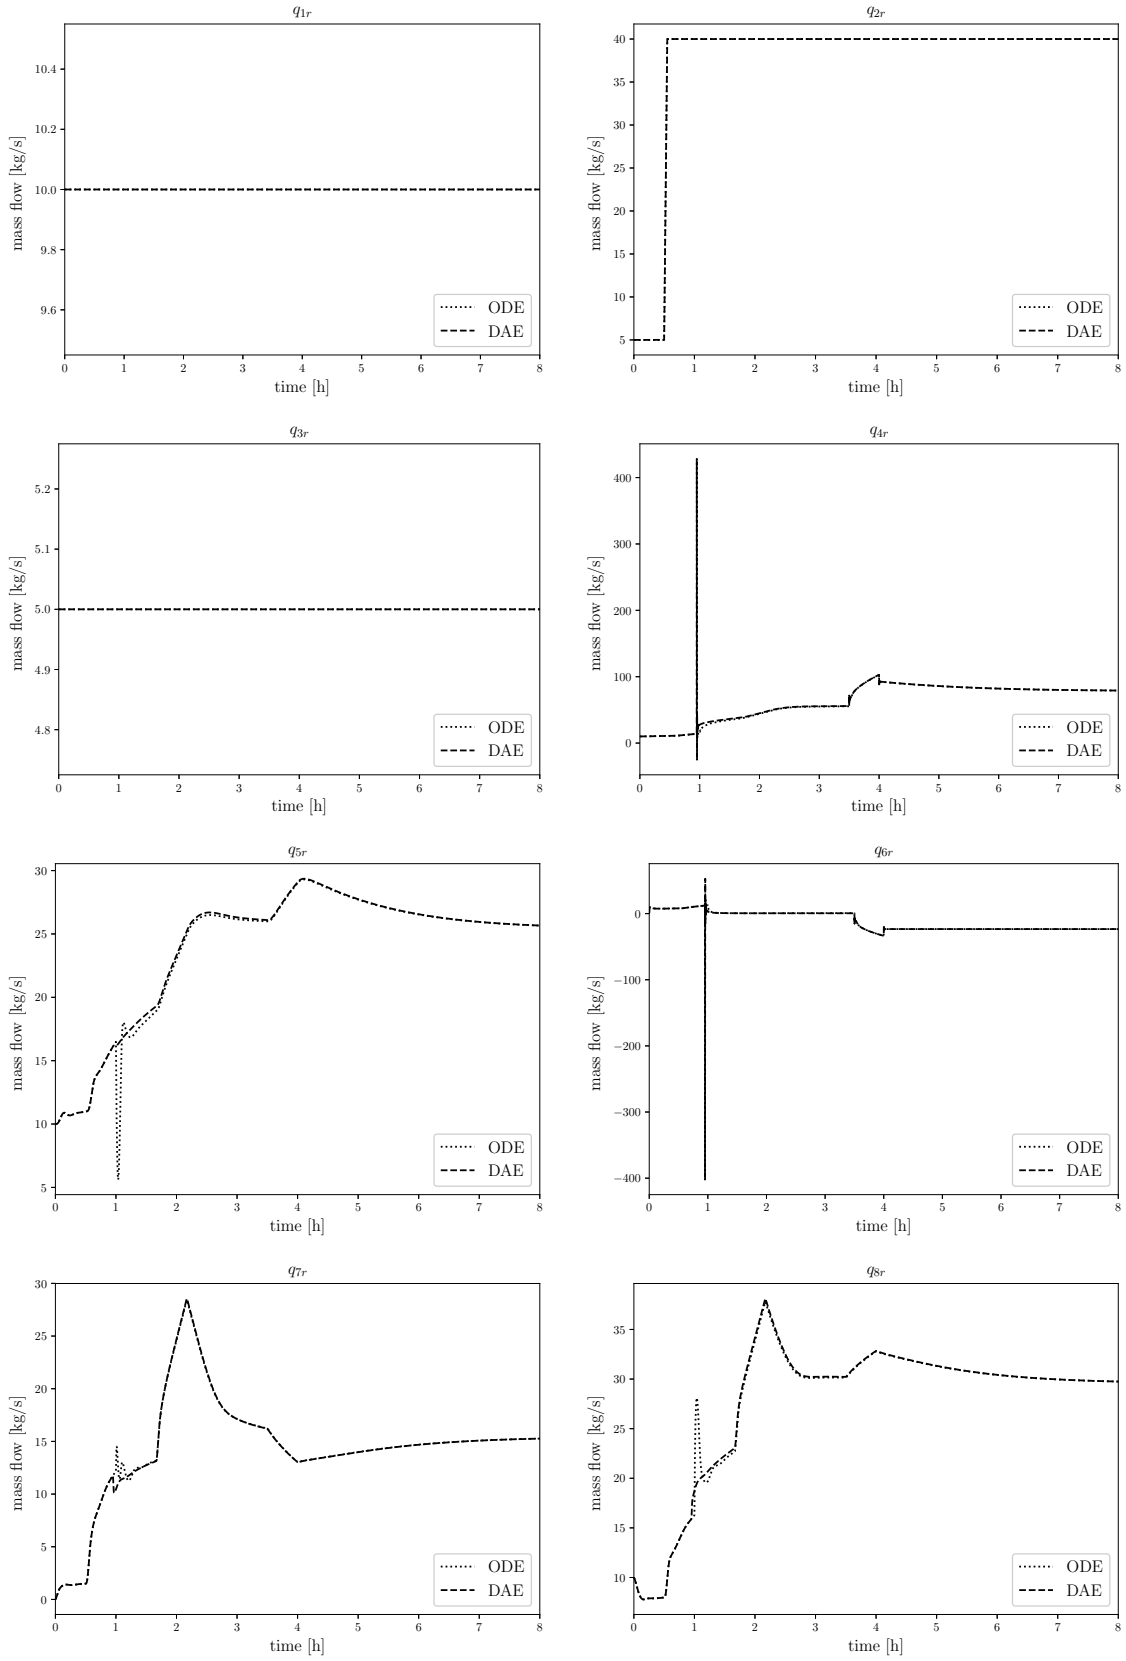 q1r
10.4
10.2
10.0
9.8
9.6
mass flow [kg/s]
0 1 2 3 4 5 6 7 8
time [h]
ODE
DAE
q2r
40
35
30
25
20
15
10
5
mass flow [kg/s]
0 1 2 3 4 5 6 7 8
time [h]
ODE
DAE
q3r
5.2
5.1
5.0
4.9
4.8
mass flow [kg/s]
0 1 2 3 4 5 6 7 8
time [h]
ODE
DAE
q4r
400
300
200
100
0
mass flow [kg/s]
0 1 2 3 4 5 6 7 8
time [h]
ODE
DAE
q5r
30
25
20
15
10
5
mass flow [kg/s]
0 1 2 3 4 5 6 7 8
time [h]
ODE
DAE
q6r
0
−100
−200
−300
−400
mass flow [kg/s]
0 1 2 3 4 5 6 7 8
time [h]
ODE
DAE
q7r
30
25
20
15
10
5
0
mass flow [kg/s]
0 1 2 3 4 5 6 7 8
time [h]
ODE
DAE
q8r
35
30
25
20
15
10
mass flow [kg/s]
0 1 2 3 4 5 6 7 8
time [h]
ODE
DAE